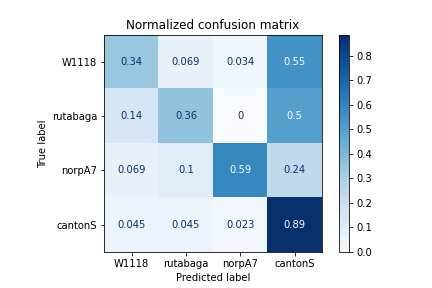 Normalized confusion matrix
True label
W1118 0.34 0.069 0.034 0.55
rutabaga 0.14 0.36 0 0.5
norpA7 0.069 0.1 0.59 0.24
cantonS 0.045 0.045 0.023 0.89
W1118 rutabaga norpA7 cantonS
Predicted label
0.8
0.7
0.6
0.5
0.4
0.3
0.2
0.1
0.0